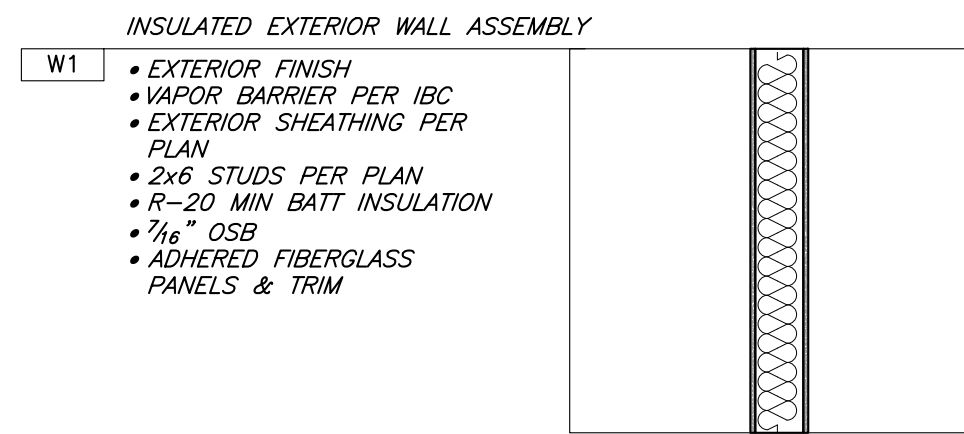 INSULATED EXTERIOR WALL ASSEMBLY
W1
• EXTERIOR FINISH
• VAPOR BARRIER PER IBC
• EXTERIOR SHEATHING PER
PLAN
• 2x6 STUDS PER PLAN
• R-20 MIN BATT INSULATION
• 7/16" OSB
• ADHERED FIBERGLASS
PANELS & TRIM